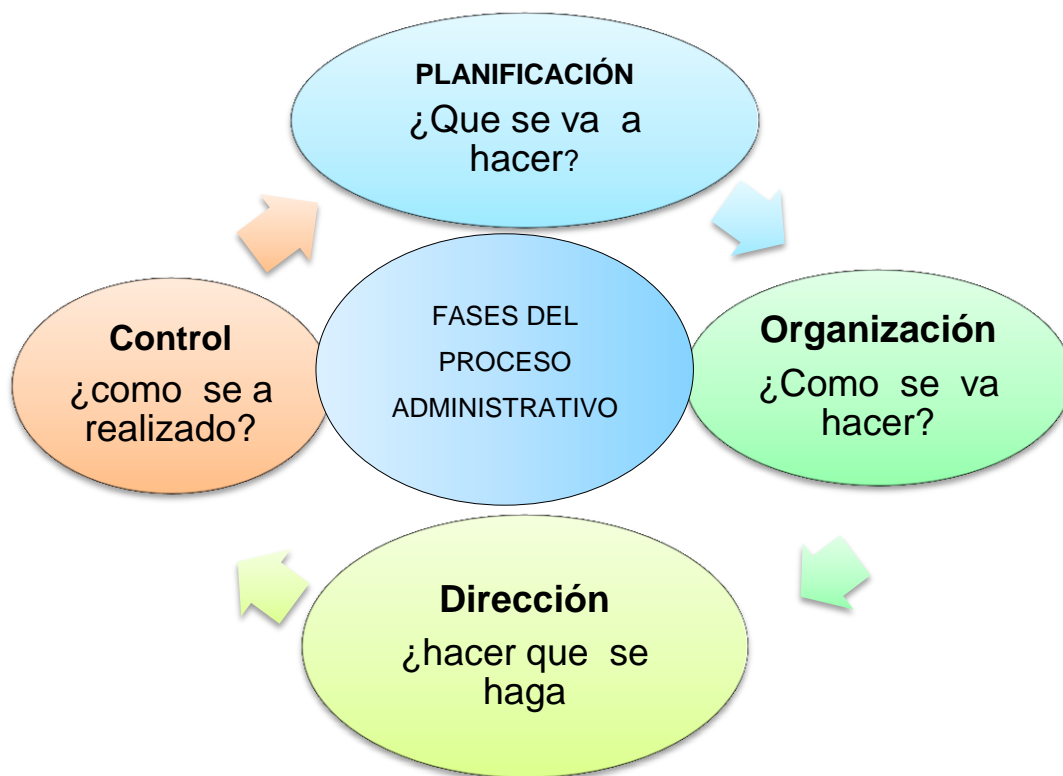 PLANIFICACIÓN
¿Que se va a
hacer?
Control
¿como se a
realizado?
FASES DEL
PROCESO
ADMINISTRATIVO
Organización
¿Como se va
hacer?
Dirección
¿hacer que se
haga